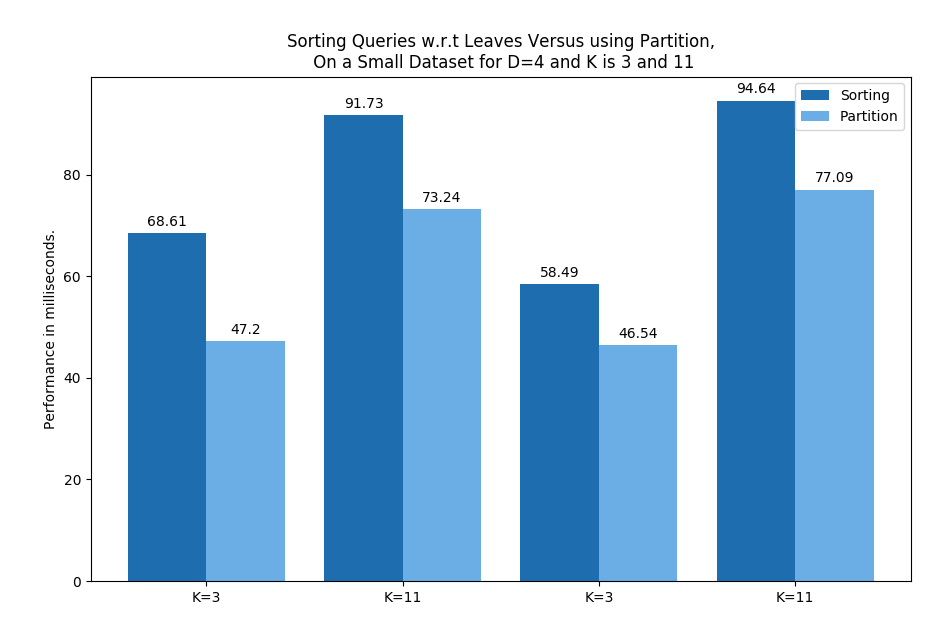 Sorting Queries w.r.t Leaves Versus using Partition,
On a Small Dataset for D=4 and K is 3 and 11
Performance in milliseconds.
80
60
40
20
0
68.61
47.2
91.73
73.24
58.49
46.54
94.64
77.09
Sorting
Partition
K=3
K=11
K=3
K=11